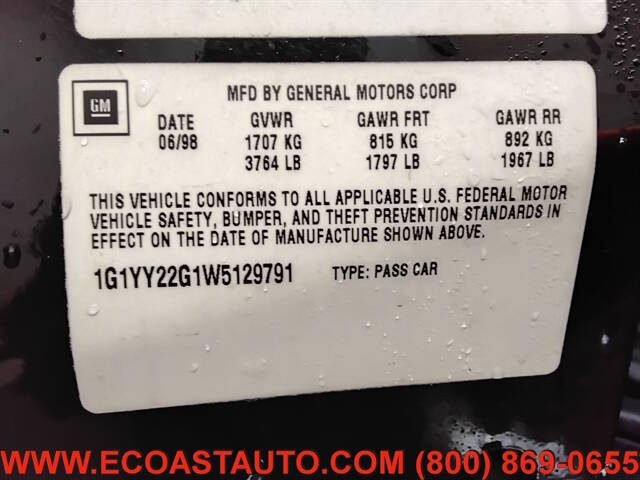 GM
MFD BY GENERAL MOTORS CORP
DATE GVWR GAWR FRT GAWR RR
06/98 1707 KG 815 KG 892 KG
3764 LB 1797 LB 1967 LB
THIS VEHICLE CONFORMS TO ALL APPLICABLE U.S. FEDERAL MOTOR
VEHICLE SAFETY, BUMPER, AND THEFT PREVENTION STANDARDS IN
EFFECT ON THE DATE OF MANUFACTURE SHOWN ABOVE.
1G1YY22G1W5129791 TYPE: PASS CAR
WWW.ECOASTAUTO.COM (800) 869-0655